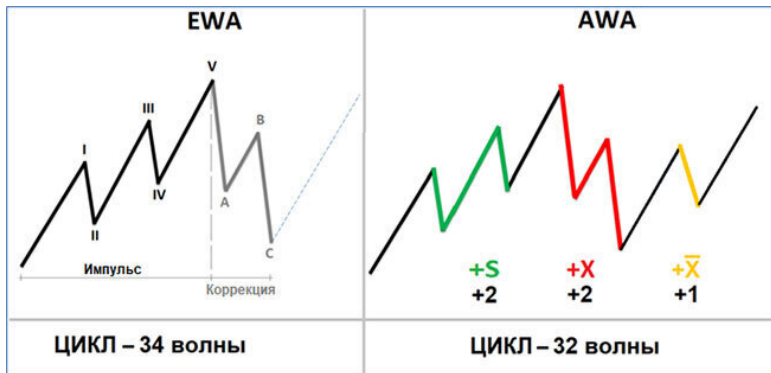 EWA
I
II
III
IV
V
A
B
C
Импульс
Коррекция
ЦИКЛ – 34 волны
AWA
+S
+2
+X
+2
+X̅
+1
ЦИКЛ – 32 волны